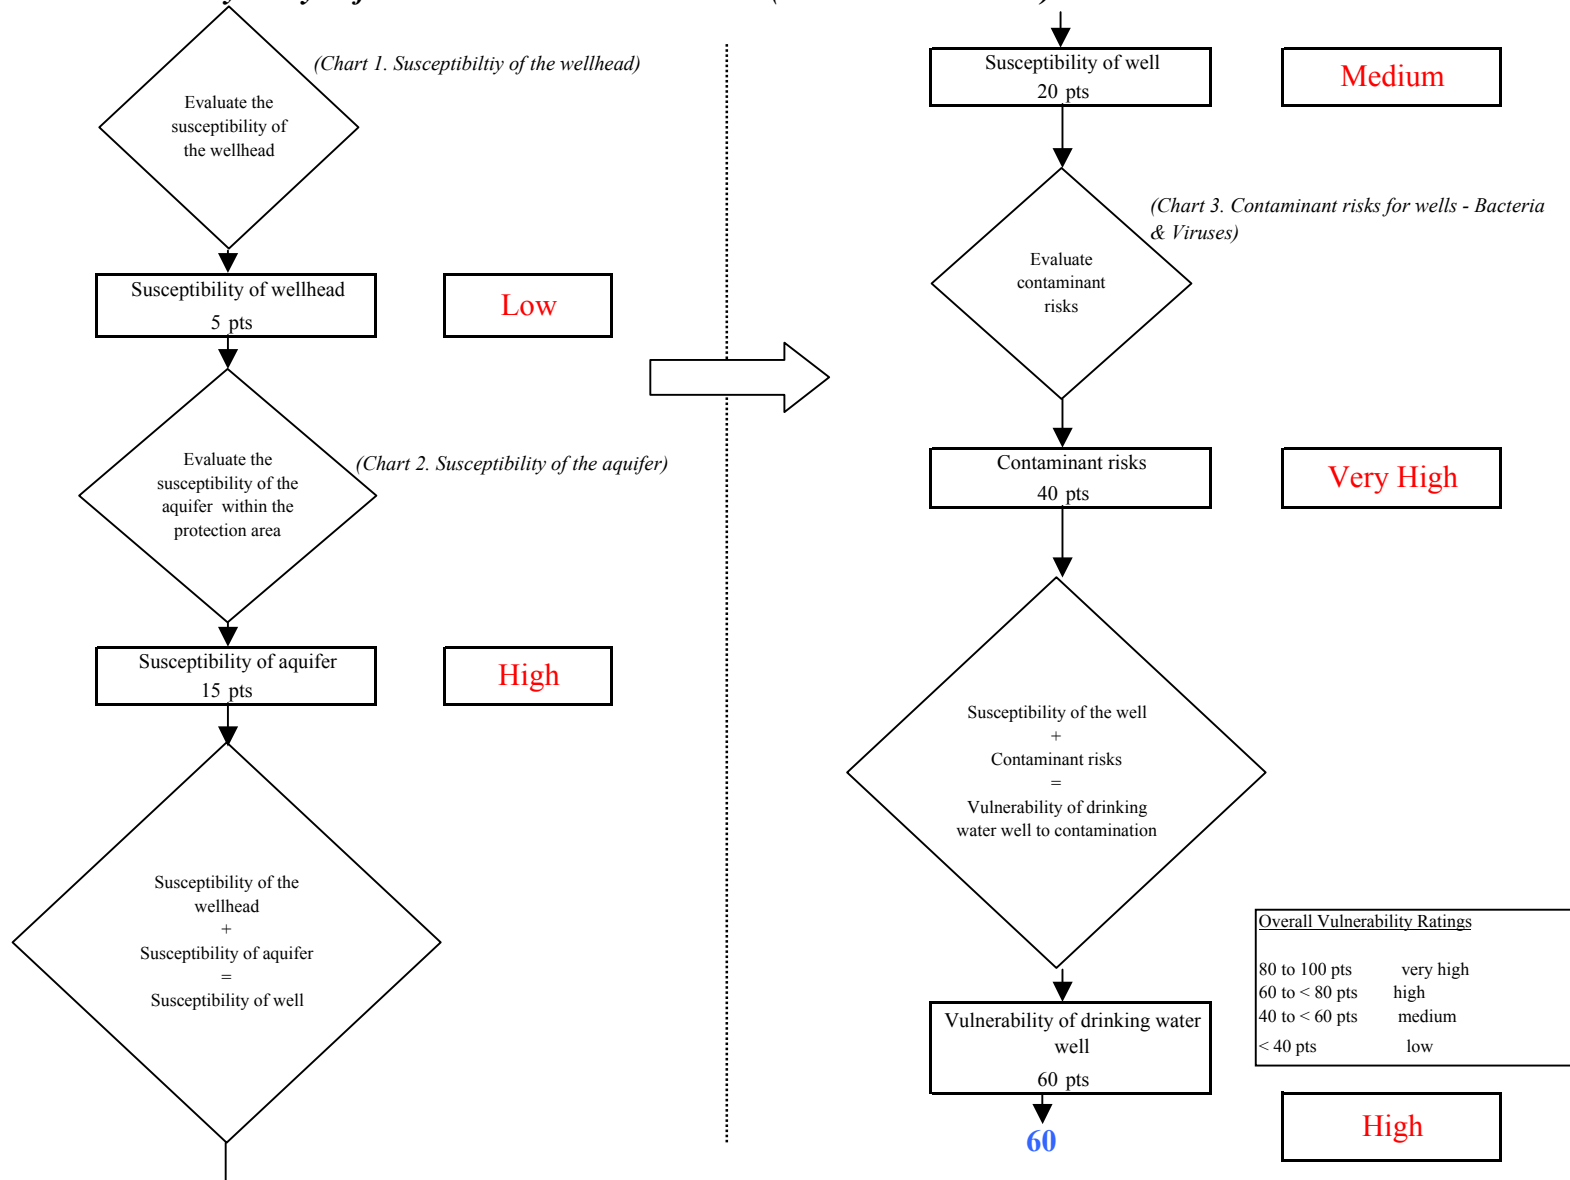 (Chart 1. Susceptibiltiy of the wellhead)
Evaluate the
susceptibility of
the wellhead
Susceptibility of wellhead
5 pts
Low
Evaluate the
susceptibility of the
aquifer within the
protection area
(Chart 2. Susceptibility of the aquifer)
Susceptibility of aquifer
15 pts
High
Susceptibility of the
wellhead
+
Susceptibility of aquifer
=
Susceptibility of well
Susceptibility of well
20 pts
Medium
(Chart 3. Contaminant risks for wells - Bacteria
& Viruses)
Evaluate
contaminant
risks
Contaminant risks
40 pts
Very High
Susceptibility of the well
+
Contaminant risks
=
Vulnerability of drinking
water well to contamination
Overall Vulnerability Ratings
80 to 100 pts very high
60 to < 80 pts high
40 to < 60 pts medium
< 40 pts low
Vulnerability of drinking water
well
60 pts
60
High